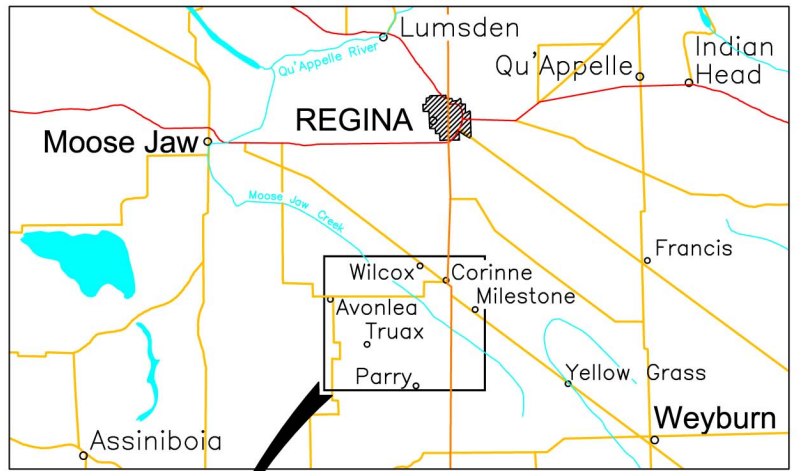 Lumsden
Qu'Appelle River
Qu'Appelle
Indian
Head
REGINA
Moose Jaw
Moose Jaw Creek
Francis
Wilcox
Corinne
Milestone
Avonlea
Truax
Parry
Yellow Grass
Weyburn
Assiniboia